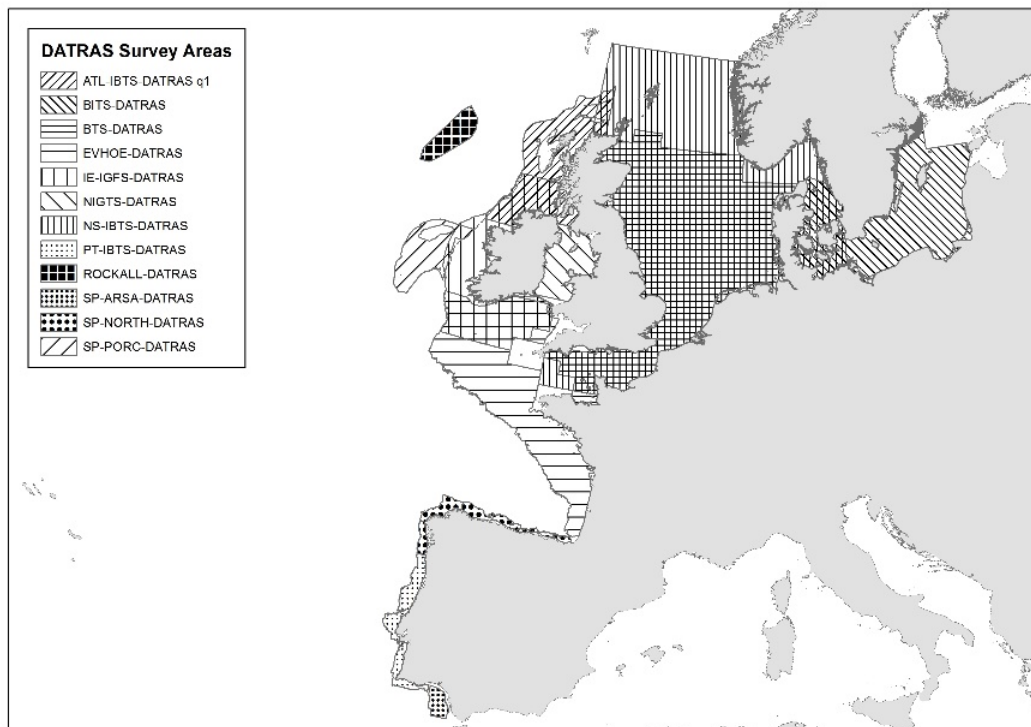 DATRAS Survey Areas
ATL-IBTS-DATRAS q1
BITS-DATRAS
BTS-DATRAS
EVHOE-DATRAS
IE-IGFS-DATRAS
NIGTS-DATRAS
NS-IBTS-DATRAS
PT-IBTS-DATRAS
ROCKALL-DATRAS
SP-ARSA-DATRAS
SP-NORTH-DATRAS
SP-PORC-DATRAS